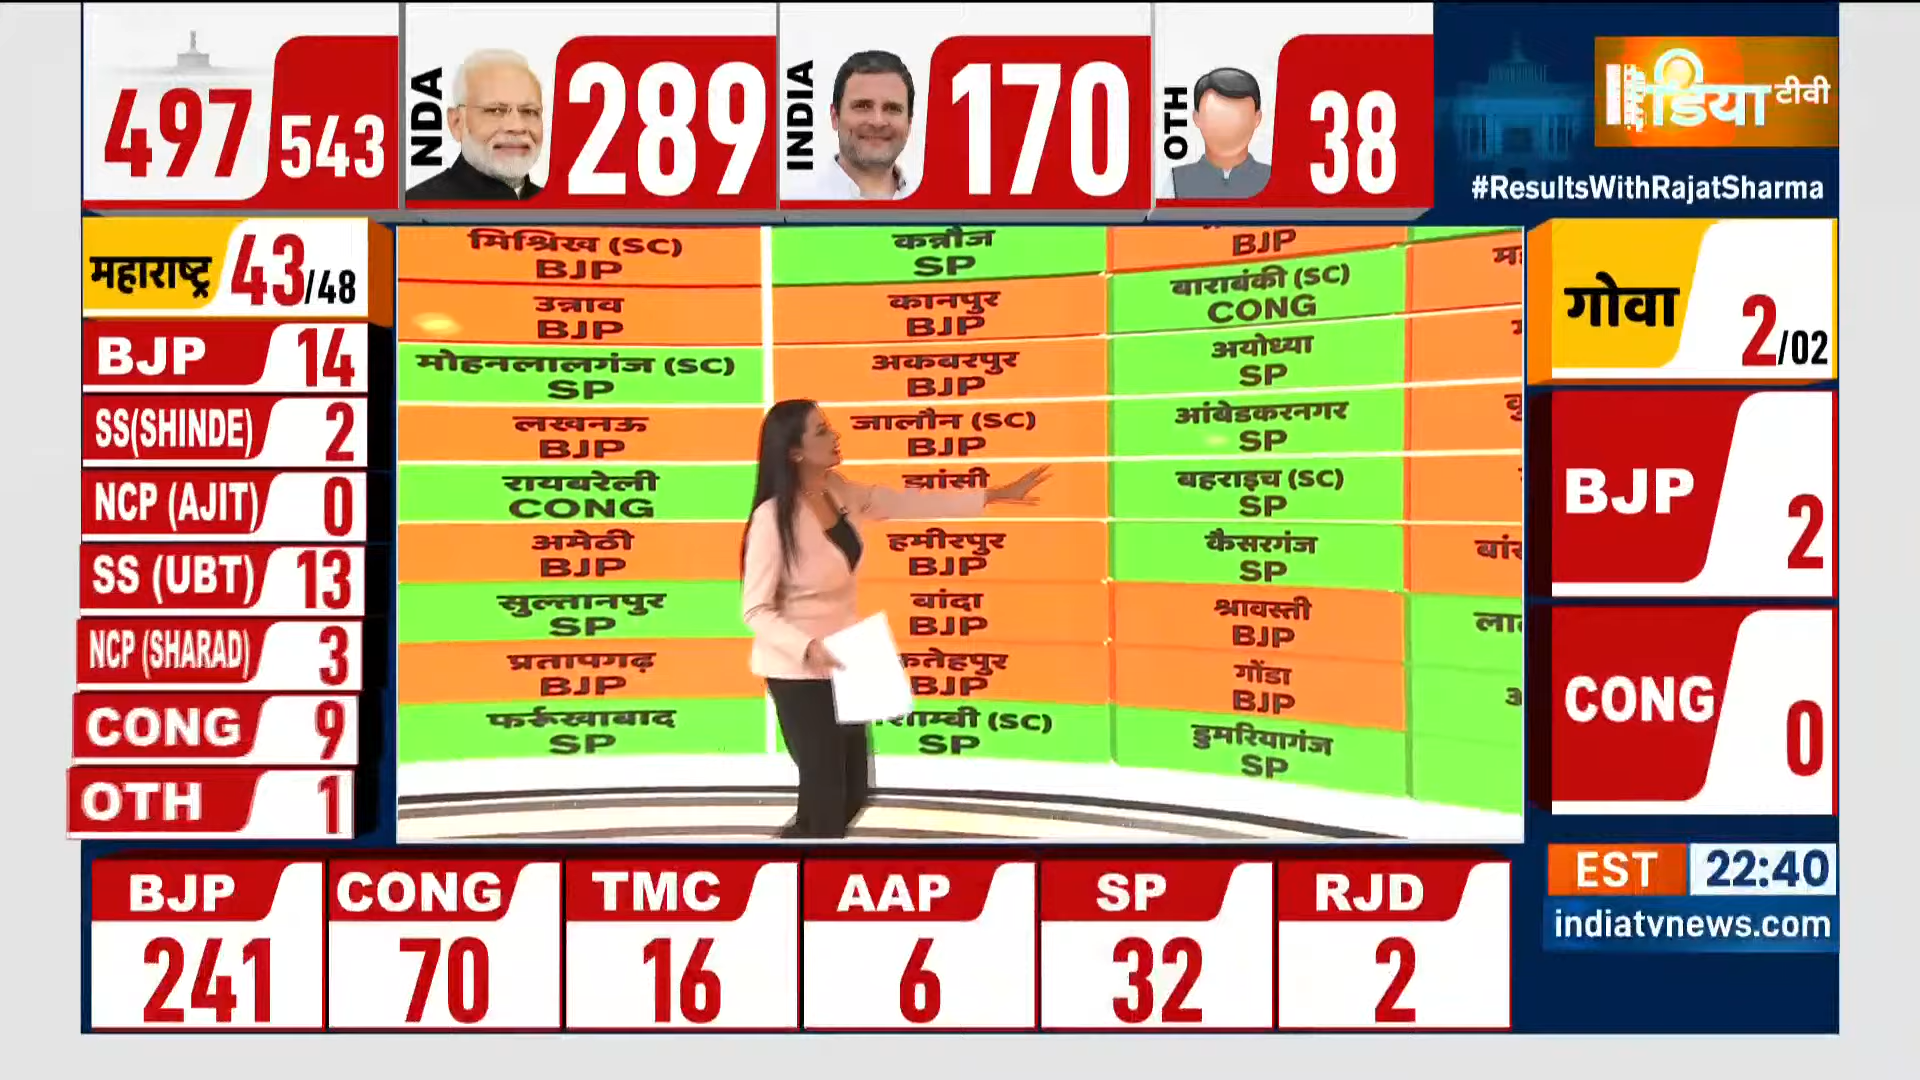 497
543
NDA
289
INDIA
170
OTH
38
इंडिया टीवी
#ResultsWithRajatSharma
महाराष्ट्र 43/48
BJP 14
SS(SHINDE) 2
NCP (AJIT) 0
SS (UBT) 13
NCP (SHARAD) 3
CONG 9
OTH 1
मिश्रिख (SC)
BJP
उन्नाव
BJP
मोहनलालगंज (SC)
SP
लखनऊ
BJP
रायबरेली
CONG
अमेठी
BJP
सुल्तानपुर
SP
प्रतापगढ़
BJP
फर्रूखाबाद
SP
कन्नौज
SP
कानपुर
BJP
अकबरपुर
BJP
जालौन (SC)
BJP
झांसी
हमीरपुर
BJP
बांदा
BJP
फतेहपुर
BJP
(SC)
SP
BJP
बाराबंकी (SC)
CONG
अयोध्या
SP
आंबेडकरनगर
SP
बहराइच (SC)
SP
कैसरगंज
SP
श्रावस्ती
BJP
गोंडा
BJP
डुमरियागंज
SP
गोवा 2/02
BJP 2
CONG 0
BJP
241
CONG
70
TMC
16
AAP
6
SP
32
RJD
2
EST 22:40
indiatvnews.com